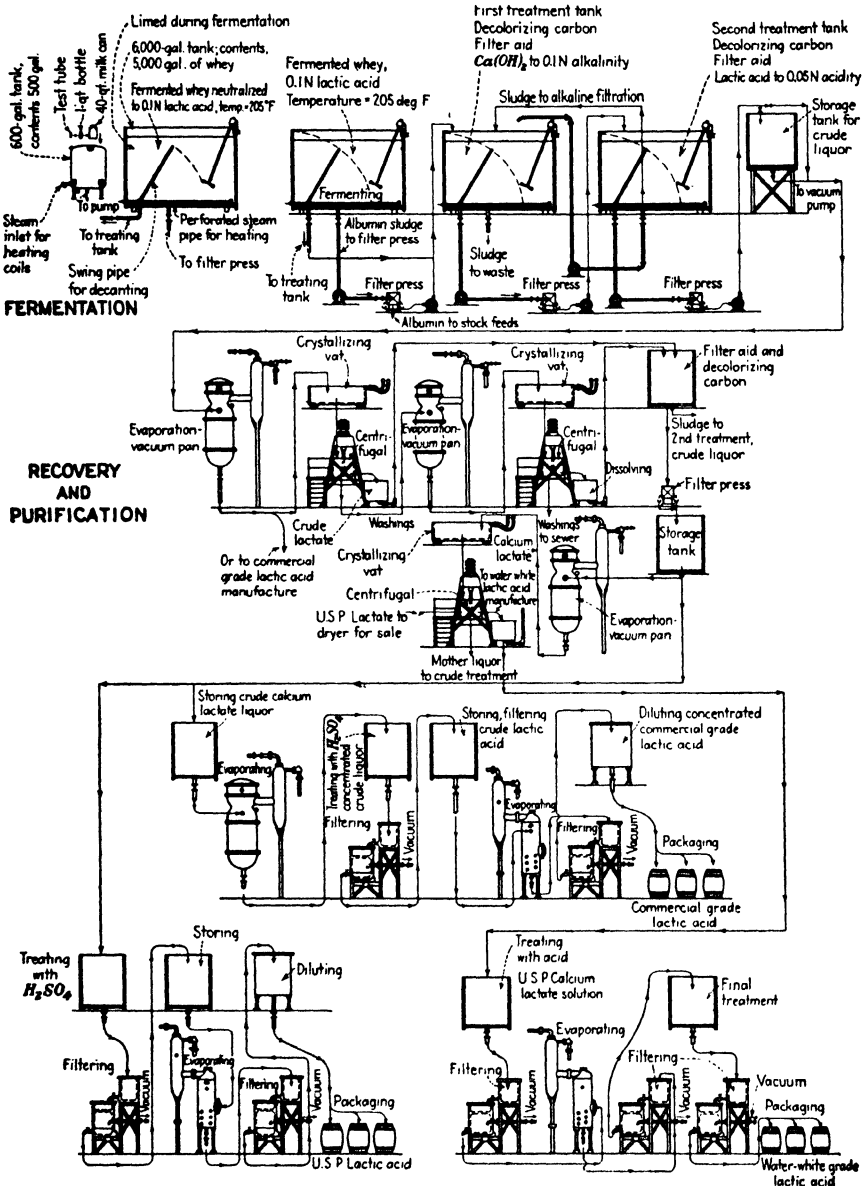 600-gal. tank,
contents 500 gal.
Test tube
1-qt bottle
40-qt. milk can
Limed during fermentation
6,000-gal. tank; contents,
5,000 gal. of whey
Fermented whey neutralized
to 0.1N lactic acid, temp.=205°F
To pump
Steam
inlet for
heating
coils
To treating
tank
Swing pipe
for decanting
Perforated steam
pipe for heating
To filter press
FERMENTATION
Fermented whey,
0.1N lactic acid
Temperature = 205 deg F
Fermenting
Albumin sludge
to filter press
To treating
tank
Filter press
Albumin to stock feeds
First treatment tank
Decolorizing carbon
Filter aid
Ca(OH)₂ to 0.1N alkalinity
Sludge to alkaline filtration
Sludge
to waste
Filter press
Second treatment tank
Decolorizing carbon
Filter aid
Lactic acid to 0.05N acidity
Filter press
Storage
tank for
crude
liquor
To vacuum
pump
RECOVERY
AND
PURIFICATION
Evaporation-
vacuum pan
Crystallizing
vat
Centri-
fugal
Crude
lactate
Washings
Or to commercial
grade lactic acid
manufacture
Evaporation-
vacuum pan
Crystallizing
vat
Centri-
fugal
Dissolving
Washings
to sewer
Filter aid and
decolorizing
carbon
Sludge to
2nd treatment,
crude liquor
Filter press
Storage
tank
Crystallizing
vat
Calcium
lactate
To water white
lactic acid
manufacture
Centrifugal
U.S.P Lactate to
dryer for sale
Evaporation-
vacuum pan
Mother liquor
to crude treatment
Storing crude calcium
lactate liquor
Evaporating
Treating with H₂SO₄
concentrated
crude liquor
Filtering
Vacuum
Storing, filtering
crude lactic
acid
Evaporating
Filtering
Vacuum
Diluting concentrated
commercial grade
lactic acid
Packaging
Commercial grade
lactic acid
Treating
with
H₂SO₄
Filtering
Vacuum
Storing
Evaporating
Diluting
Filtering
Vacuum
Packaging
U.S.P Lactic acid
Treating
with acid
U.S.P Calcium
lactate solution
Filtering
Vacuum
Evaporating
Filtering
Vacuum
Final
treatment
Vacuum
Packaging
Water-white grade
lactic acid